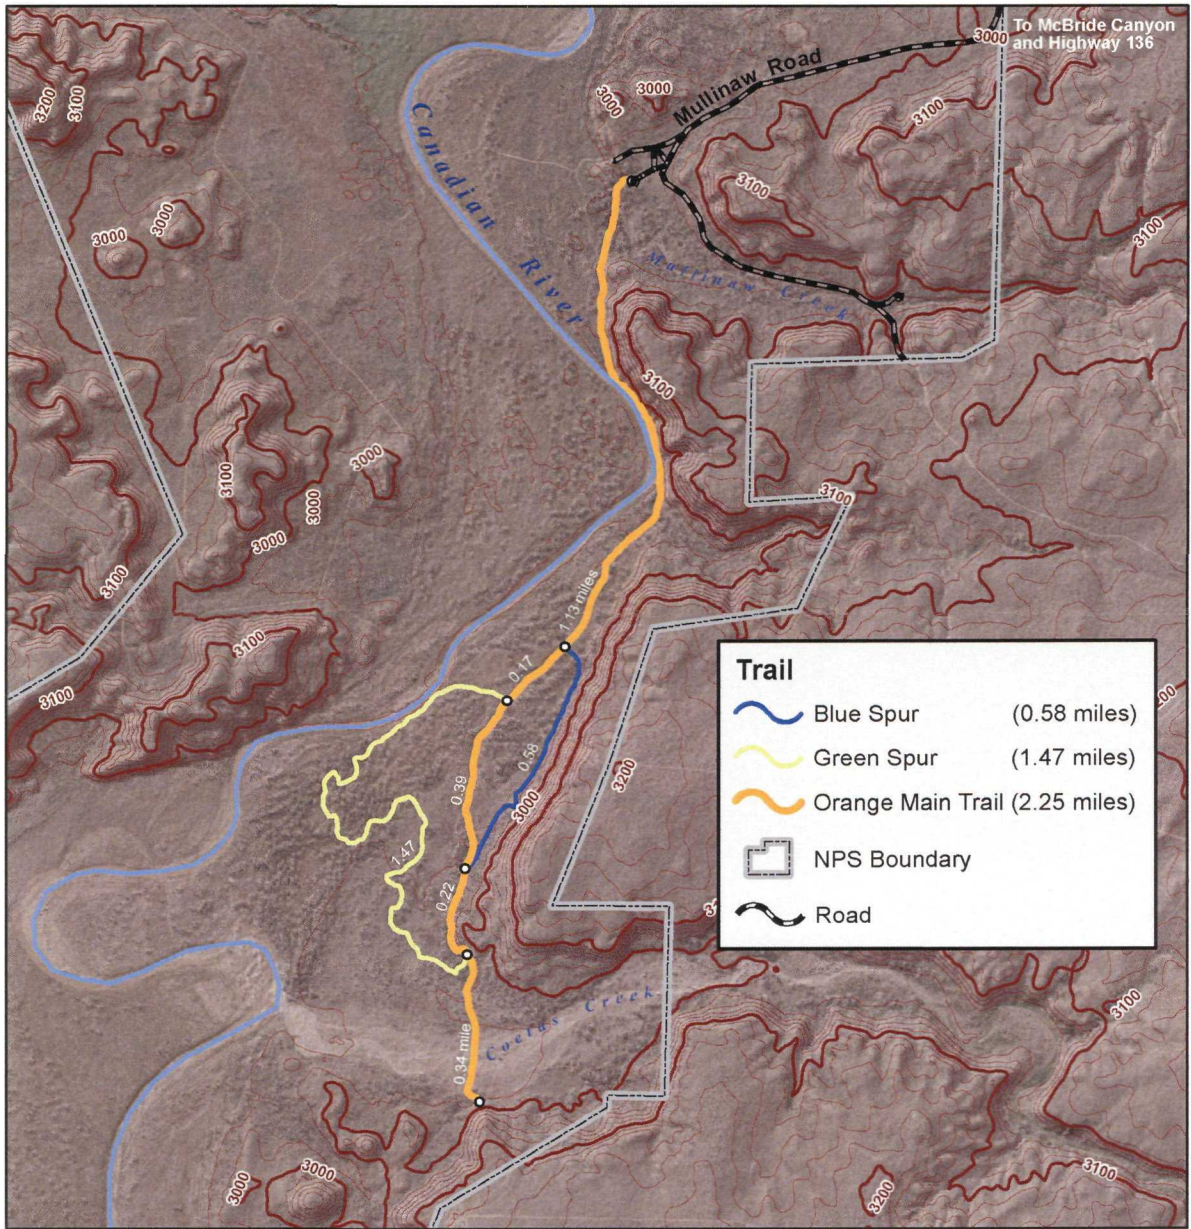 To McBride Canyon
and Highway 136
3000
Mullinaw Road
3000
3000
3200
3100
3100
3100
3100
3000
3000
Canadian
River
Mullinaw Creek
3100
3100
3000
3100
3000
3000
3100
3100
3100
1.13 miles
0.17
0.58
0.39
3000
3200
1.47
0.22
0.34 mile
Coetas Creek
3100
3000
3000
3200
3100
Trail
Blue Spur (0.58 miles)
Green Spur (1.47 miles)
Orange Main Trail (2.25 miles)
NPS Boundary
Road